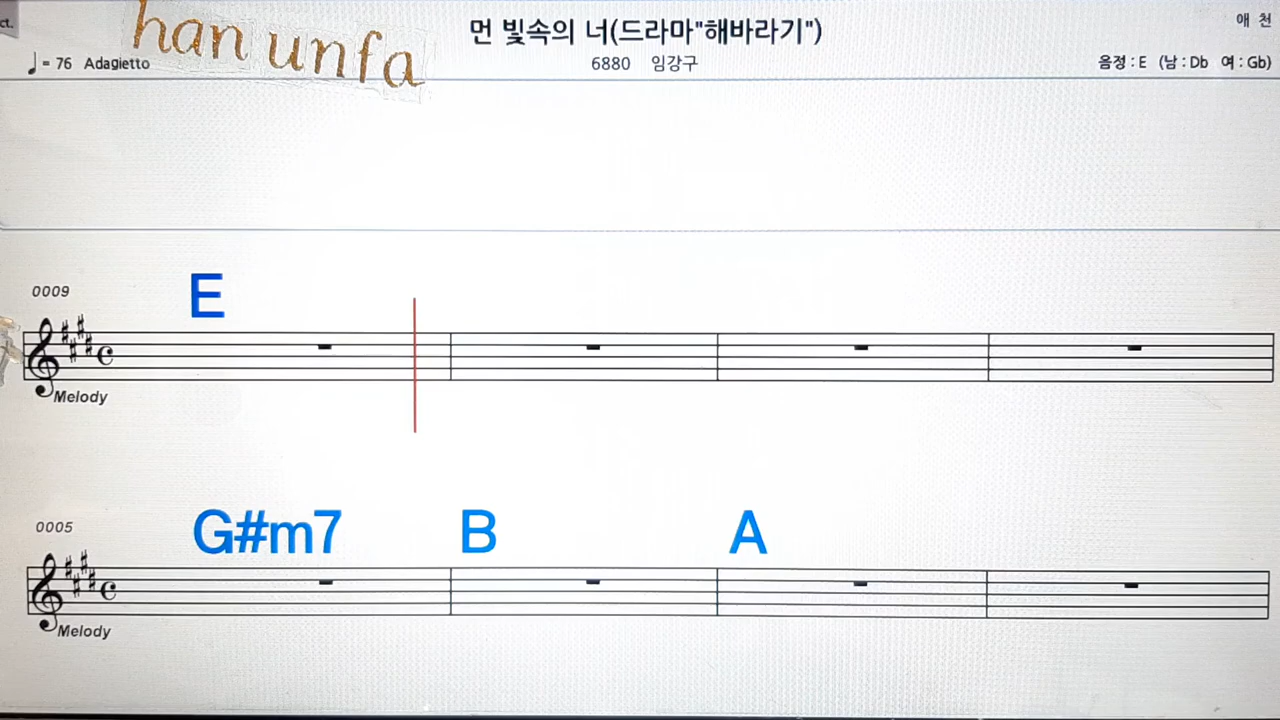 ct.
han unfa
먼 빛속의 너(드라마"해바라기")
애 천
♩= 76 Adagietto
6880 임강구
음정 : E (남 : Db 여 : Gb)
0009
E
Melody
0005
G#m7 B A
Melody